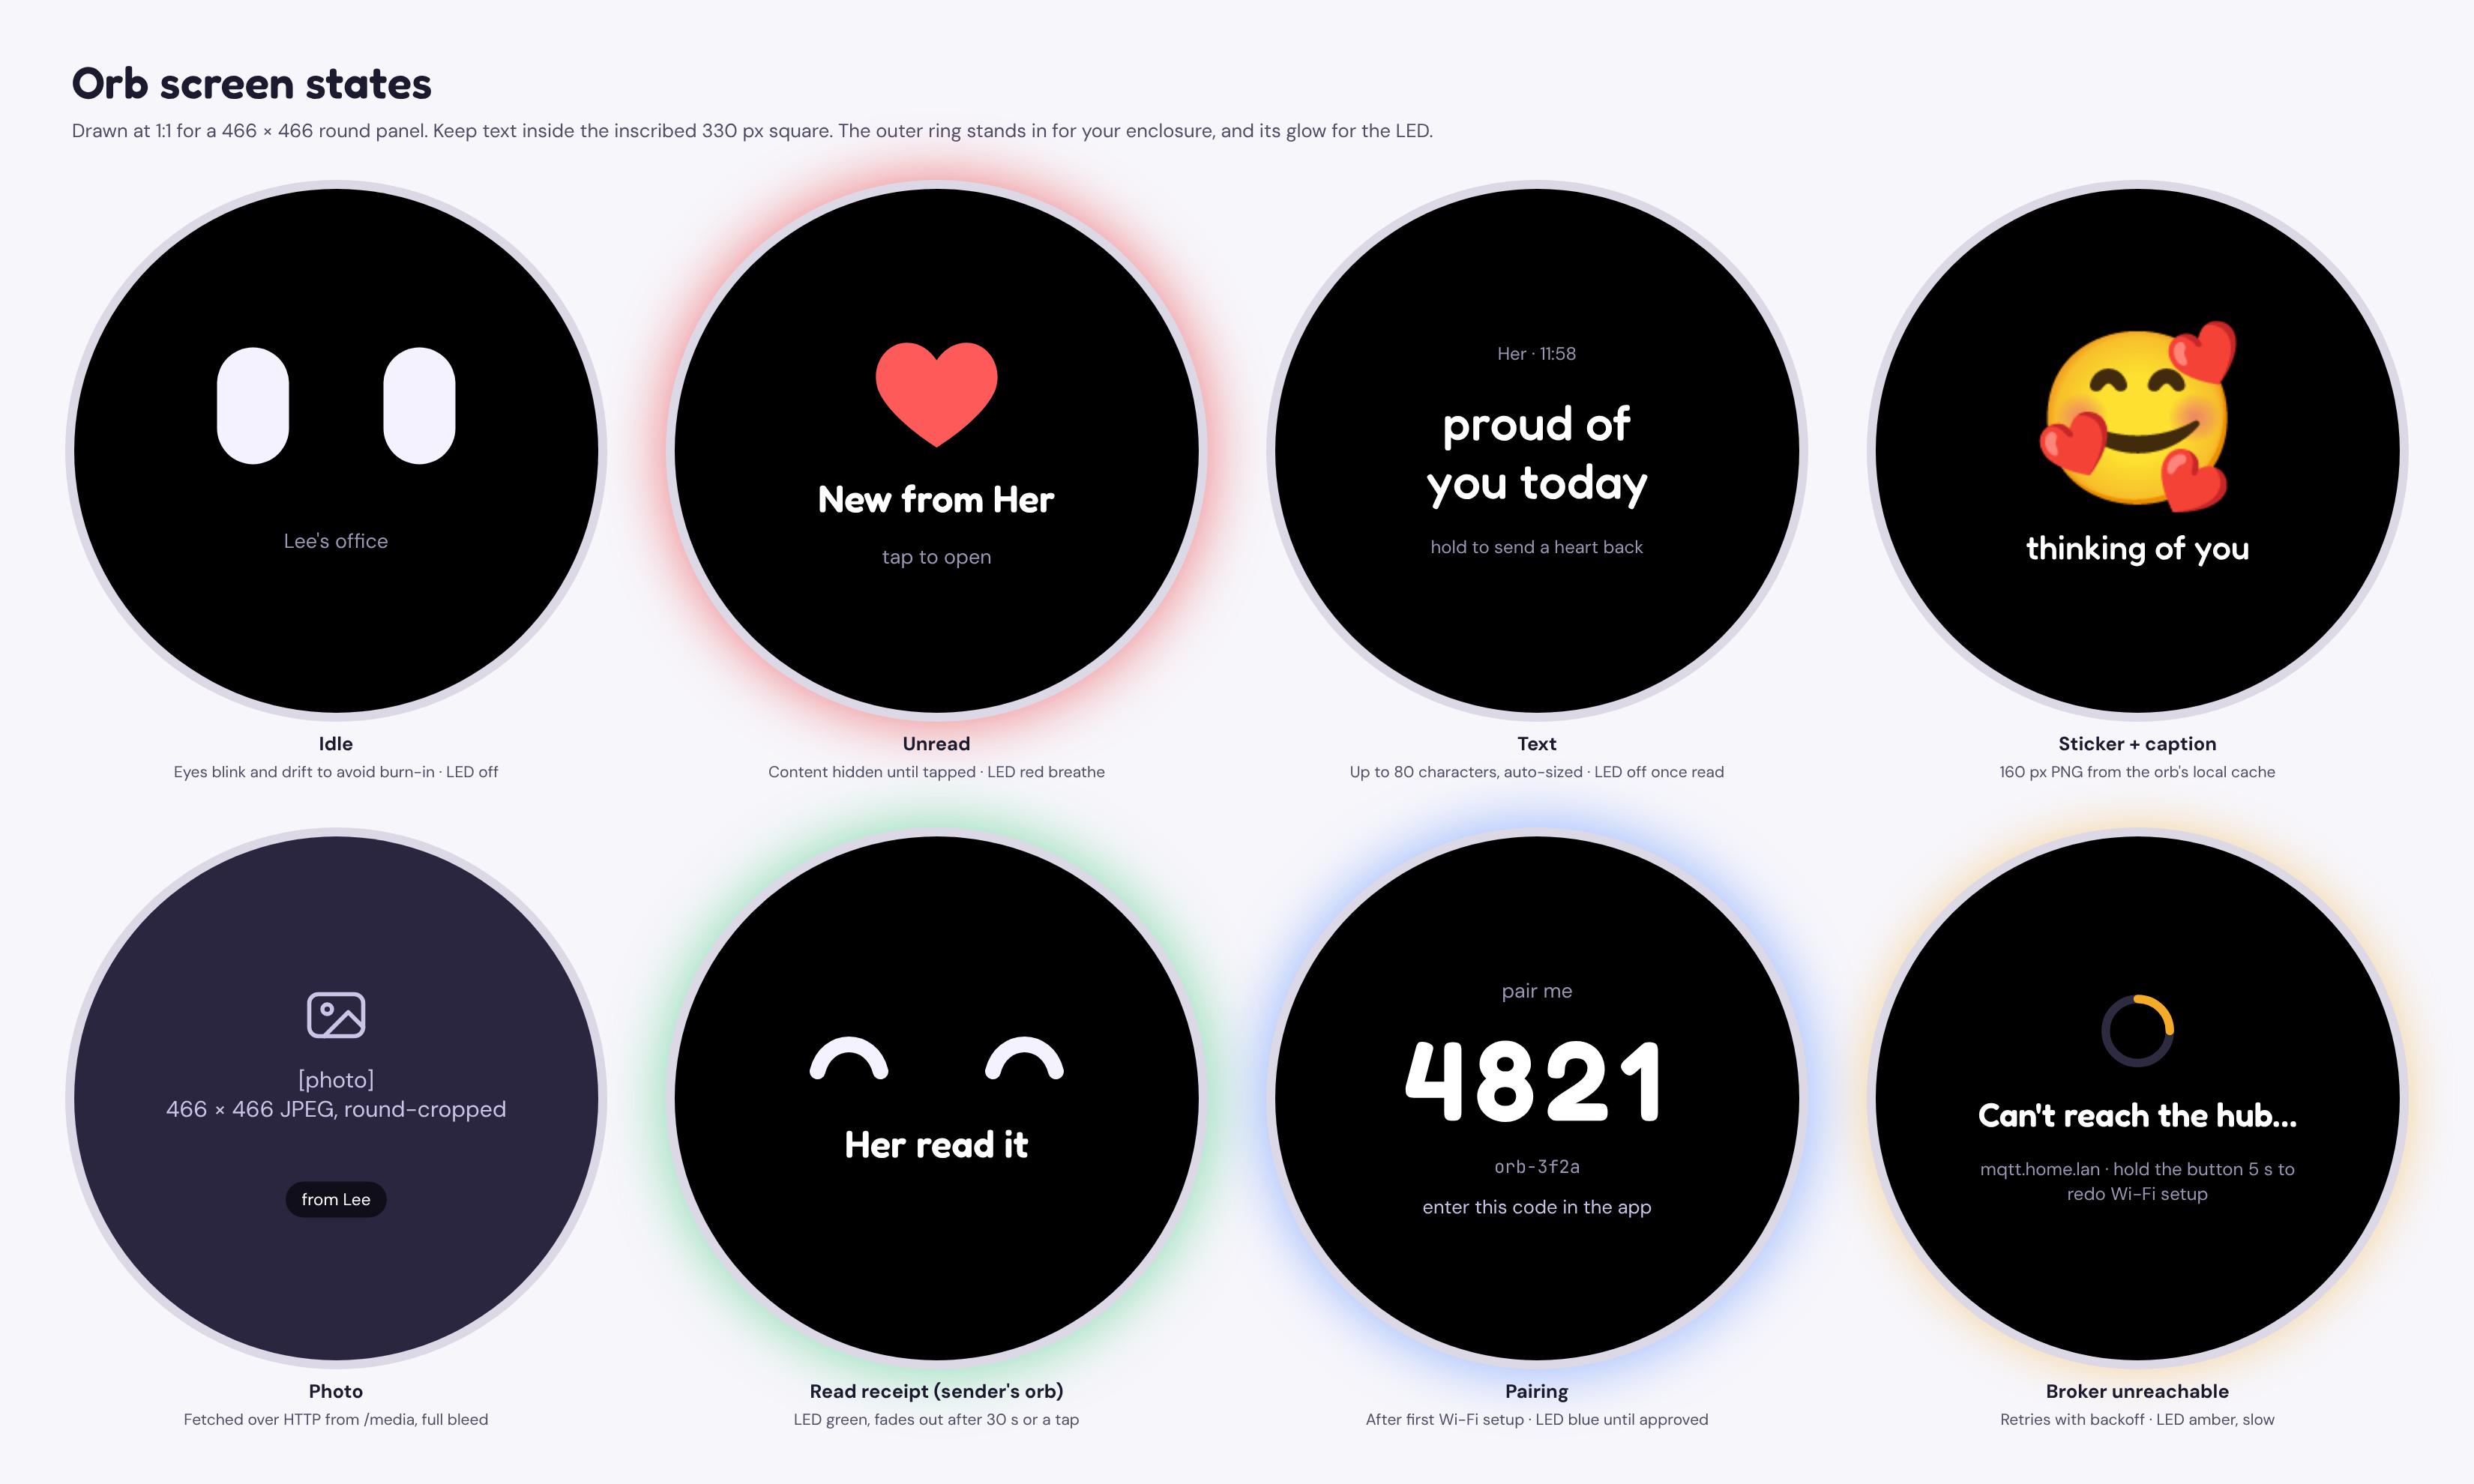 Orb screen states
Drawn at 1:1 for a 466 × 466 round panel. Keep text inside the inscribed 330 px square. The outer ring stands in for your enclosure, and its glow for the LED.
Lee's office
Idle
Eyes blink and drift to avoid burn-in · LED off
New from Her
tap to open
Unread
Content hidden until tapped · LED red breathe
Her · 11:58
proud of
you today
hold to send a heart back
Text
Up to 80 characters, auto-sized · LED off once read
thinking of you
Sticker + caption
160 px PNG from the orb's local cache
[photo]
466 × 466 JPEG, round-cropped
from Lee
Photo
Fetched over HTTP from /media, full bleed
Her read it
Read receipt (sender's orb)
LED green, fades out after 30 s or a tap
pair me
4821
orb-3f2a
enter this code in the app
Pairing
After first Wi-Fi setup · LED blue until approved
Can't reach the hub…
mqtt.home.lan · hold the button 5 s to
redo Wi-Fi setup
Broker unreachable
Retries with backoff · LED amber, slow